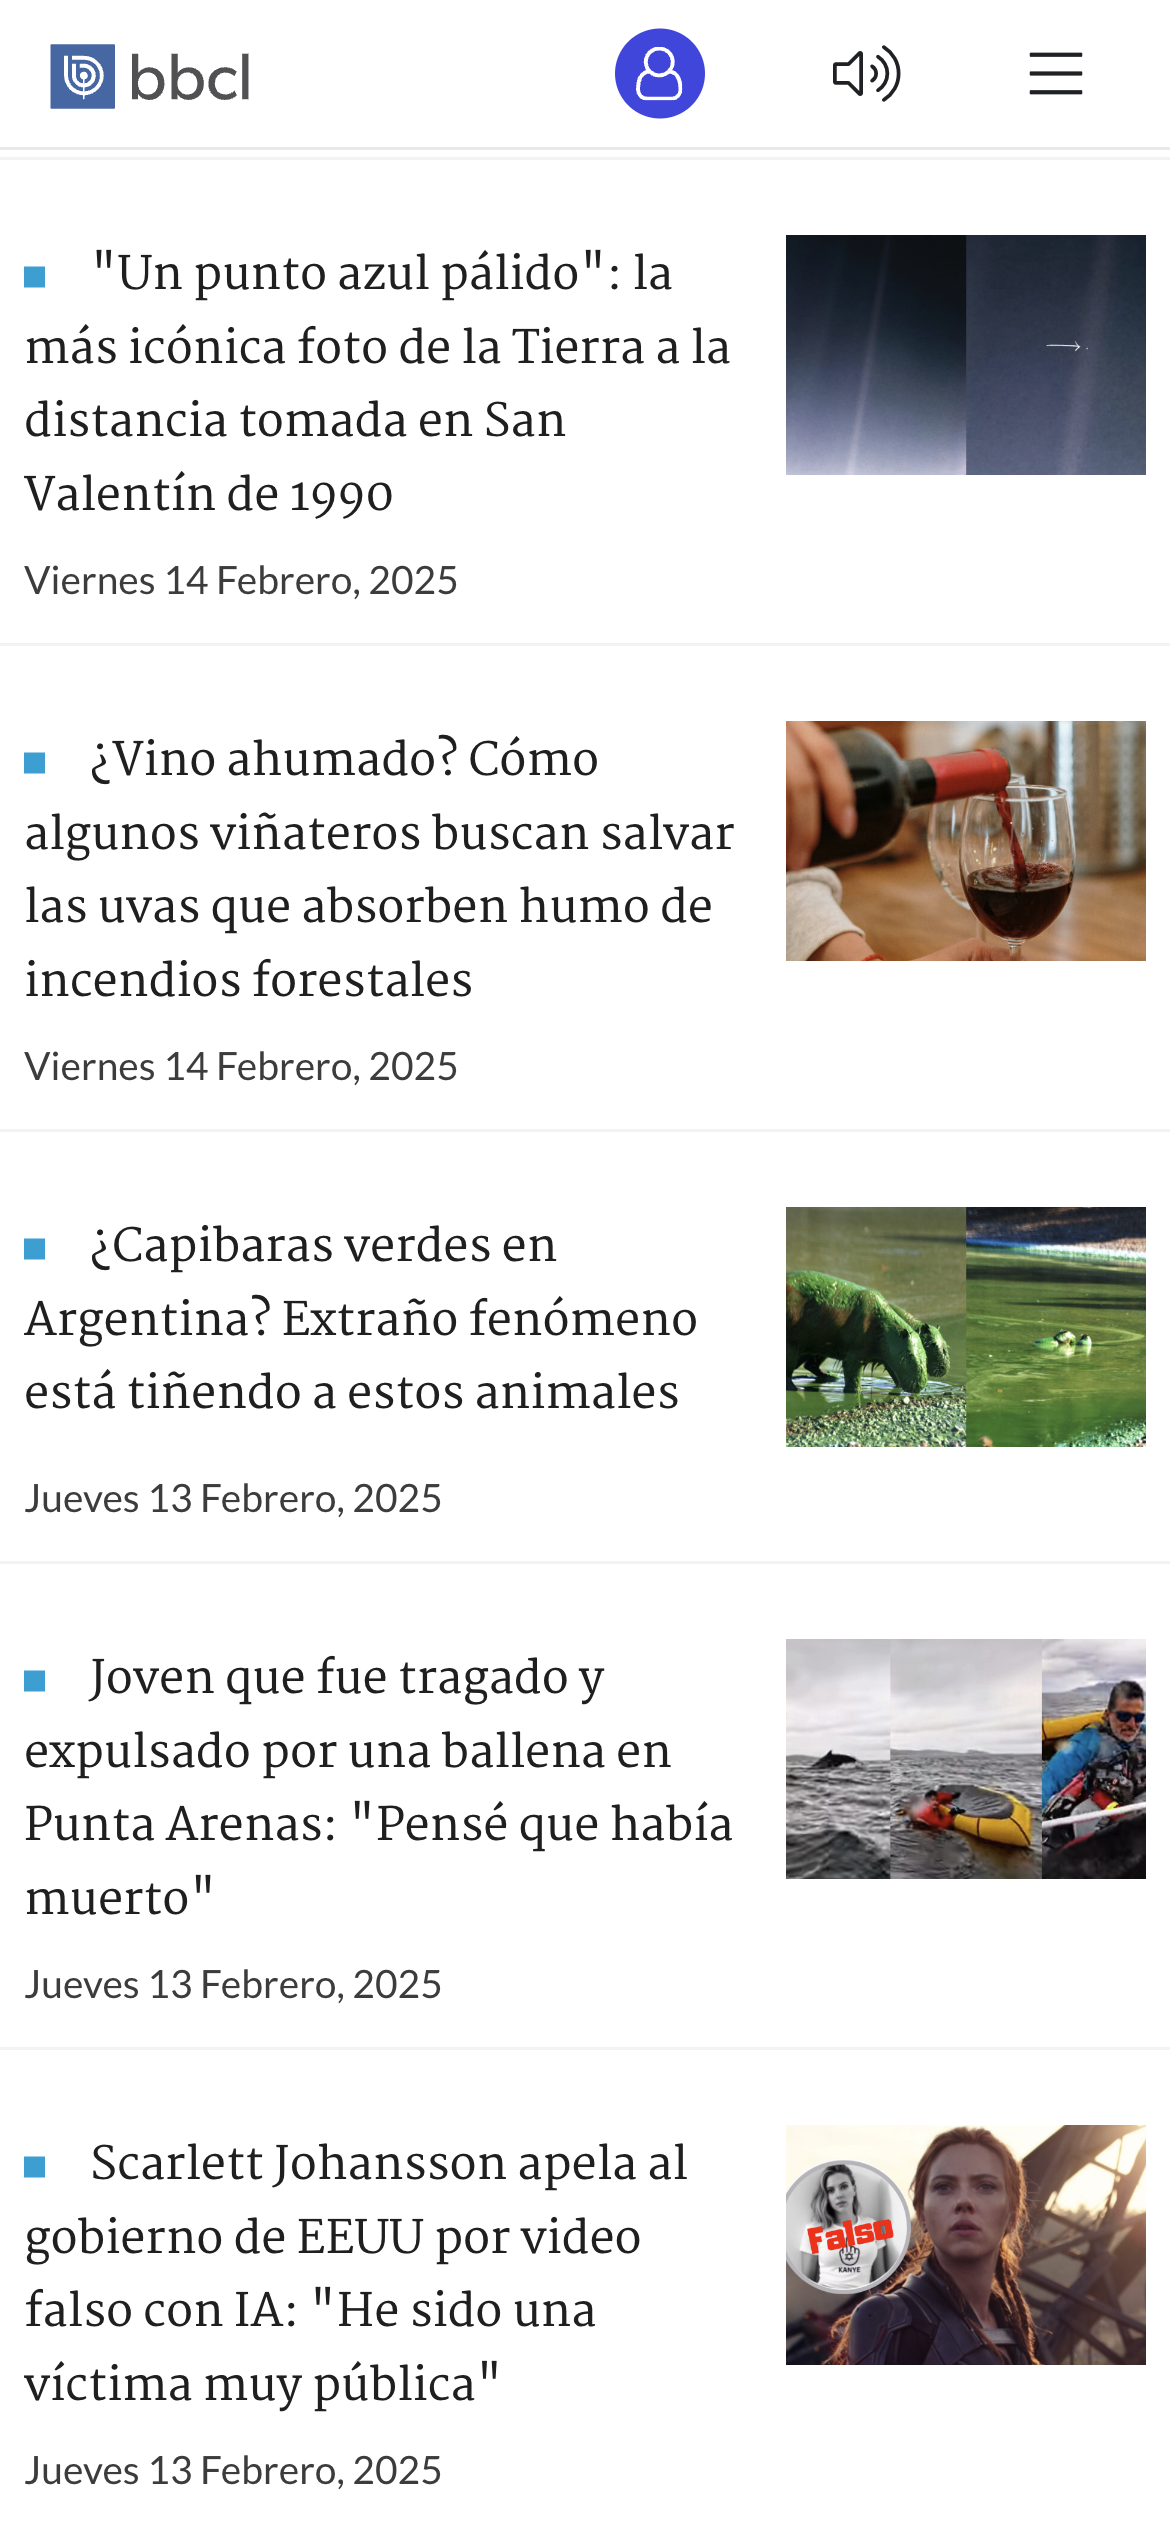 bbcl
"Un punto azul pálido": la
más icónica foto de la Tierra a la
distancia tomada en San
Valentín de 1990
Viernes 14 Febrero, 2025
¿Vino ahumado? Cómo
algunos viñateros buscan salvar
las uvas que absorben humo de
incendios forestales
Viernes 14 Febrero, 2025
¿Capibaras verdes en
Argentina? Extraño fenómeno
está tiñendo a estos animales
Jueves 13 Febrero, 2025
Joven que fue tragado y
expulsado por una ballena en
Punta Arenas: "Pensé que había
muerto"
Jueves 13 Febrero, 2025
Scarlett Johansson apela al
gobierno de EEUU por video
falso con IA: "He sido una
víctima muy pública"
Jueves 13 Febrero, 2025
Falso
KANYE